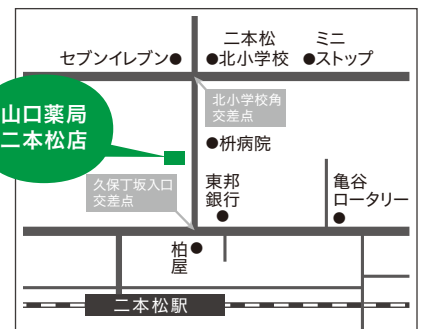 二本松
ミニ
セブンイレブン●
●北小学校
●ストップ
山口薬局
二本松店
北小学校角
交差点
●枡病院
久保丁坂入口
交差点
東邦
銀行
●
亀谷
ロータリー
●
柏●
屋
二本松駅